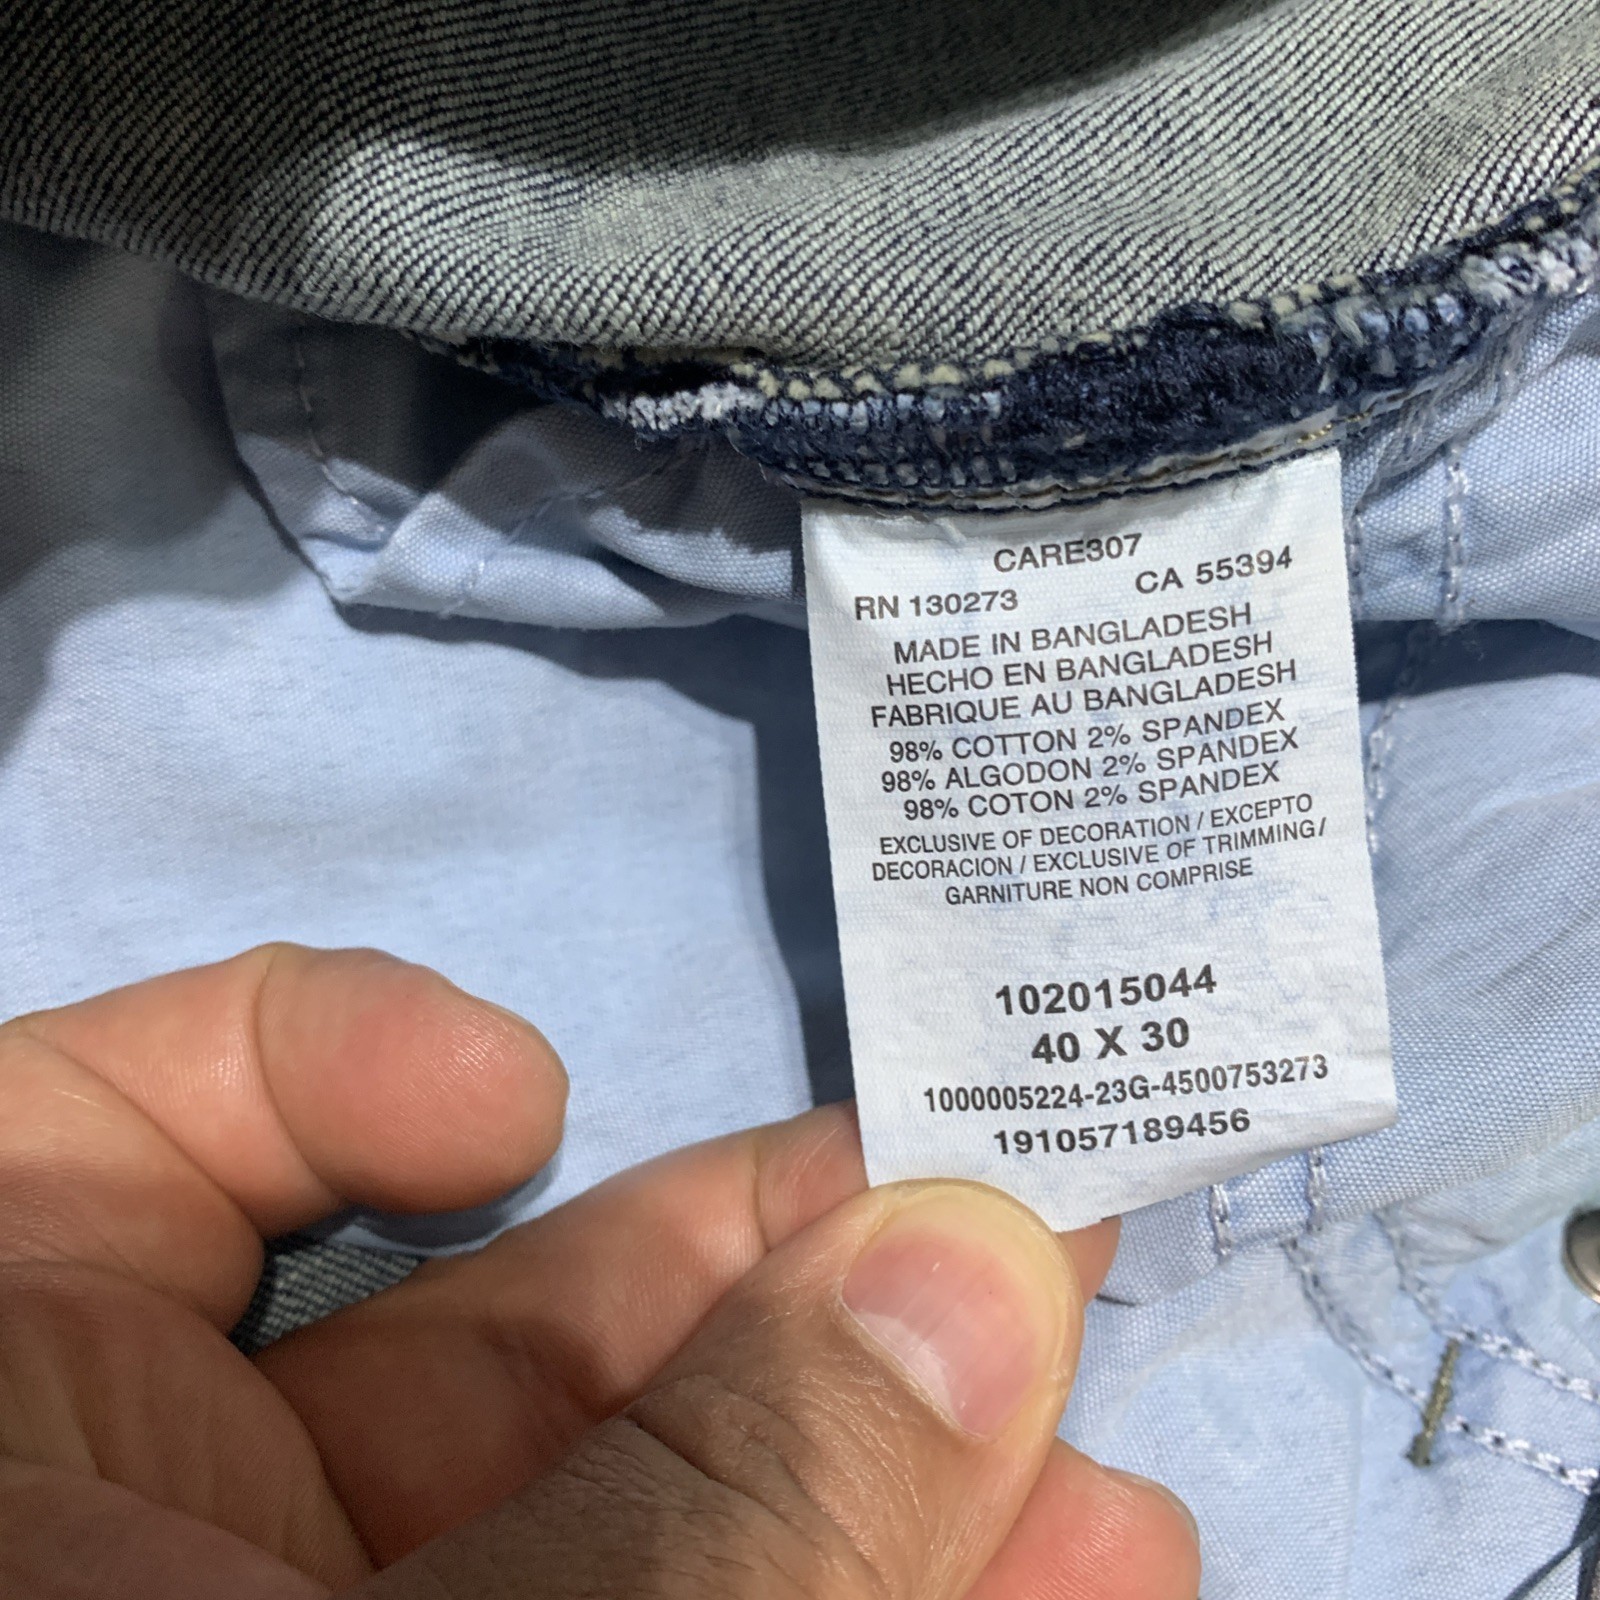 CARE307
RN 130273 CA 55394
MADE IN BANGLADESH
HECHO EN BANGLADESH
FABRIQUE AU BANGLADESH
98% COTTON 2% SPANDEX
98% ALGODON 2% SPANDEX
98% COTON 2% SPANDEX
EXCLUSIVE OF DECORATION / EXCEPTO
DECORACION / EXCLUSIVE OF TRIMMING/
GARNITURE NON COMPRISE
102015044
40 X 30
1000005224-23G-4500753273
191057189456